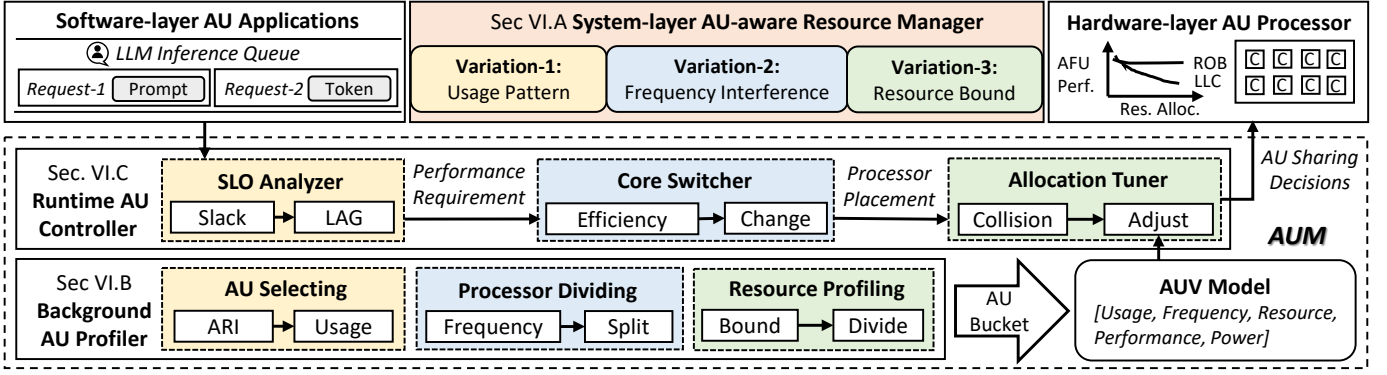 Software-layer AU Applications
LLM Inference Queue
Request-1 Prompt
Request-2 Token
Sec VI.A System-layer AU-aware Resource Manager
Variation-1:
Usage Pattern
Variation-2:
Frequency Interference
Variation-3:
Resource Bound
Hardware-layer AU Processor
AFU
Perf.
ROB
LLC
Res. Alloc.
C C C C
C C C C
Sec. VI.C
Runtime AU
Controller
SLO Analyzer
Slack LAG
Performance
Requirement
Core Switcher
Efficiency Change
Processor
Placement
Allocation Tuner
Collision Adjust
AU Sharing
Decisions
AUM
Sec VI.B
Background
AU Profiler
AU Selecting
ARI Usage
Processor Dividing
Frequency Split
Resource Profiling
Bound Divide
AU
Bucket
AUV Model
[Usage, Frequency, Resource,
Performance, Power]